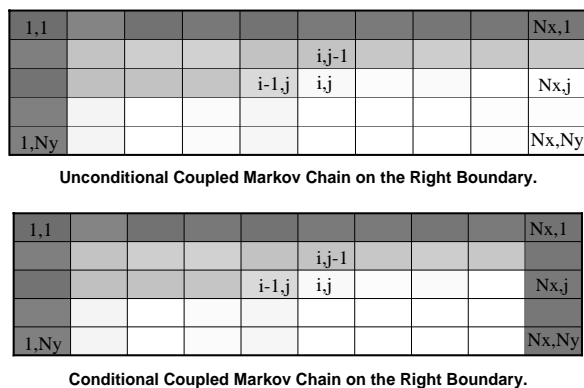 1,1 Nx,1
i,j-1
i-1,j i,j Nx,j
1,Ny Nx,Ny
Unconditional Coupled Markov Chain on the Right Boundary.
1,1 Nx,1
i,j-1
i-1,j i,j Nx,j
1,Ny Nx,Ny
Conditional Coupled Markov Chain on the Right Boundary.